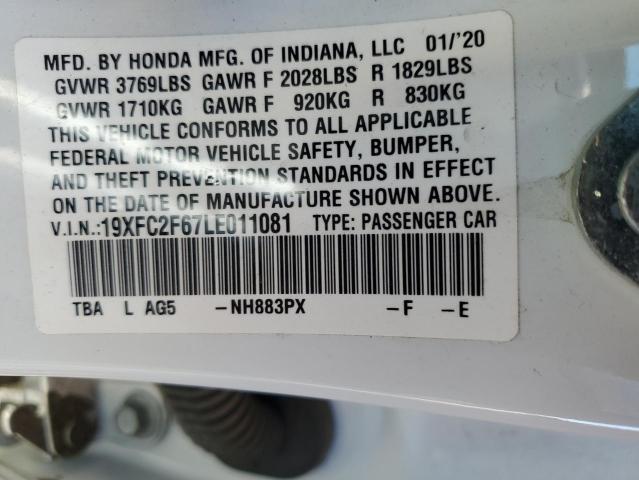 MFD. BY HONDA MFG. OF INDIANA, LLC 01/'20
GVWR 3769LBS GAWR F 2028LBS R 1829LBS
GVWR 1710KG GAWR F 920KG R 830KG
THIS VEHICLE CONFORMS TO ALL APPLICABLE
FEDERAL MOTOR VEHICLE SAFETY, BUMPER,
AND THEFT PREVENTION STANDARDS IN EFFECT
ON THE DATE OF MANUFACTURE SHOWN ABOVE.
V.I.N.:19XFC2F67LE011081 TYPE: PASSENGER CAR
TBA L AG5 -NH883PX -F -E